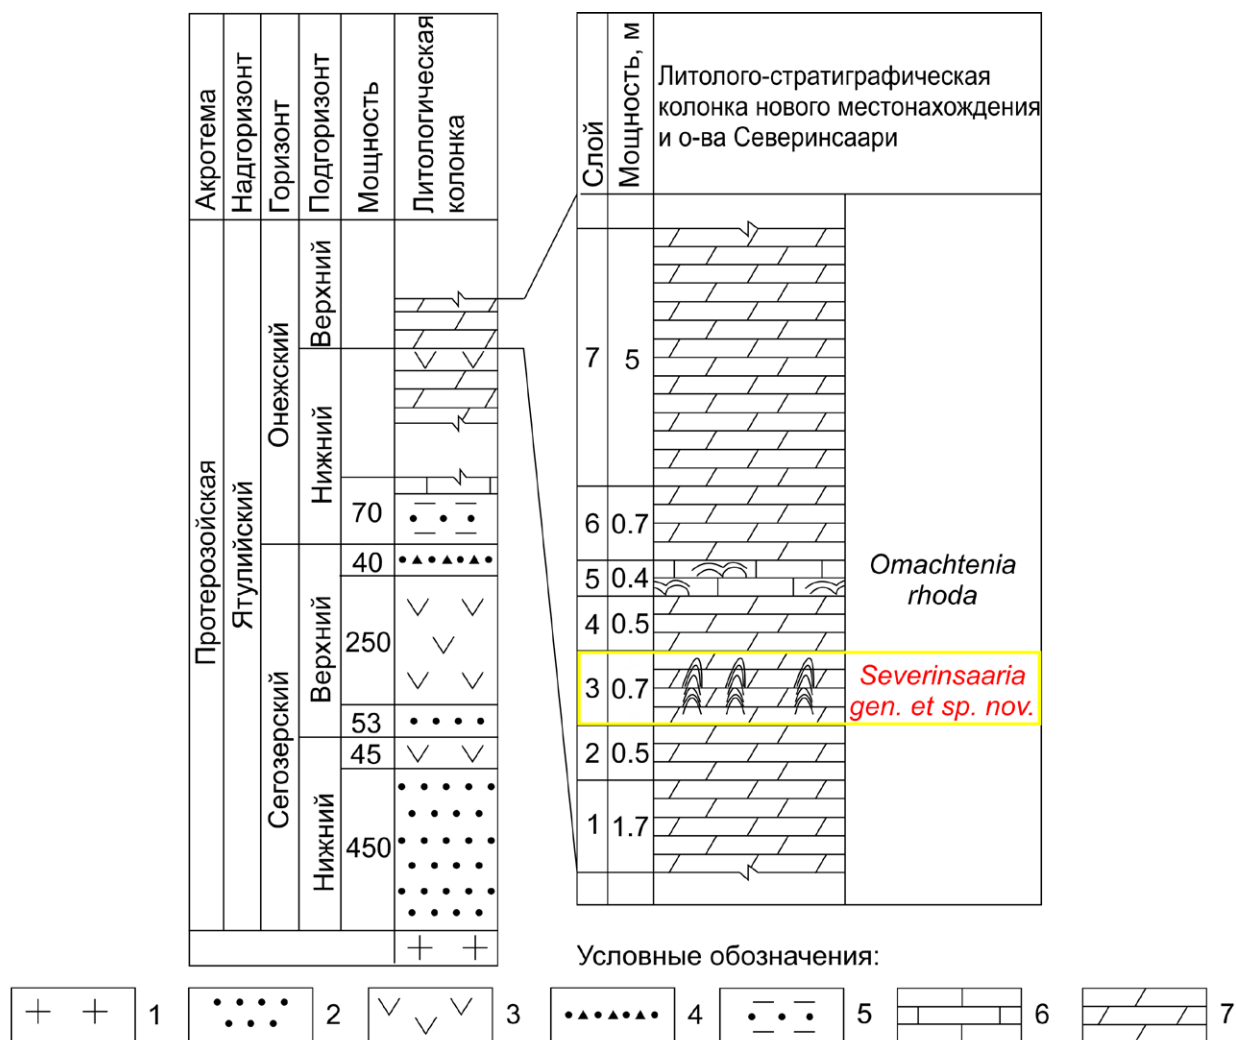 Акротема
Надгоризонт
Горизонт
Подгоризонт
Мощность
Литологическая
колонка
Протерозойская
Ятулийский
Онежский
Верхний
Нижний
70
Сегозерский
Верхний
40
250
53
Нижний
45
450
Слой
Мощность, м
Литолого-стратиграфическая
колонка нового местонахождения
и о-ва Северинсаари
7 5
6 0.7
5 0.4
Omachtenia
rhoda
4 0.5
3 0.7
Severinsaaria
gen. et sp. nov.
2 0.5
1 1.7
Условные обозначения:
1 2 3 4 5 6 7